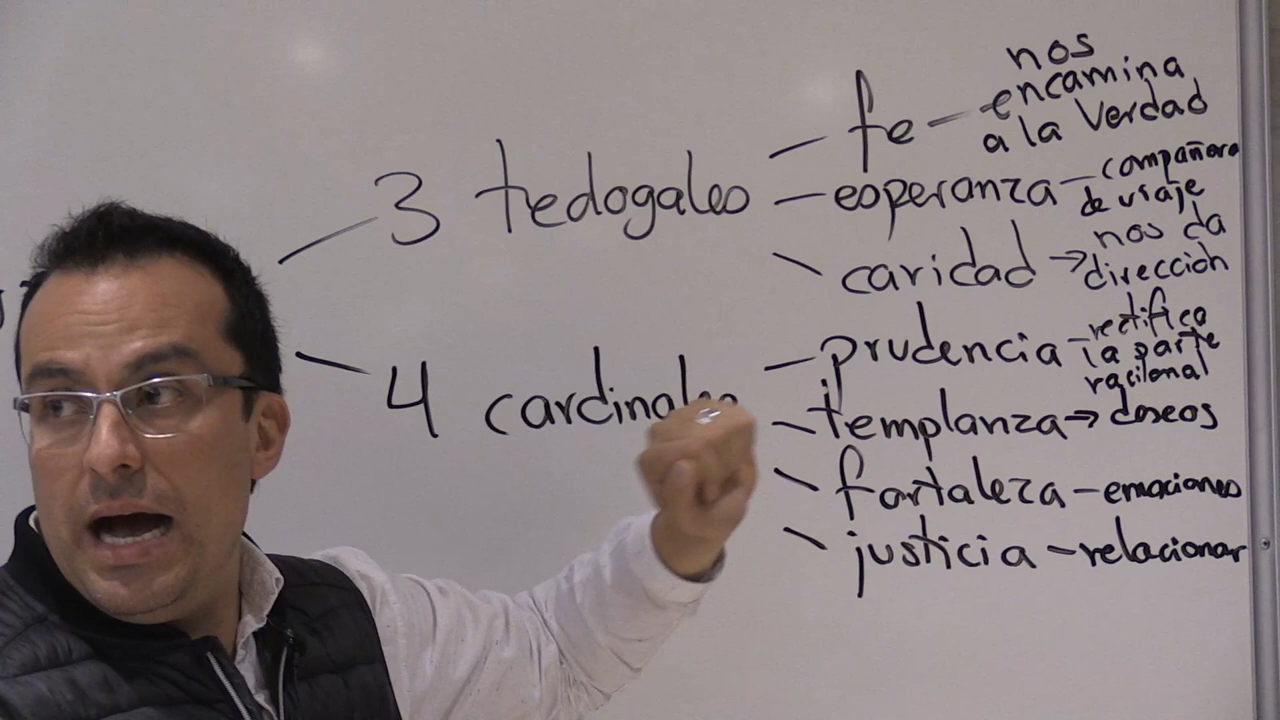 3 teologales
fe - nos
encamina
a la Verdad
esperanza - compañera
de viaje
caridad → nos da
dirección
4 cardinales
prudencia - rectifica
la parte
racional
templanza → deseos
fortaleza - emociones
justicia - relacionar